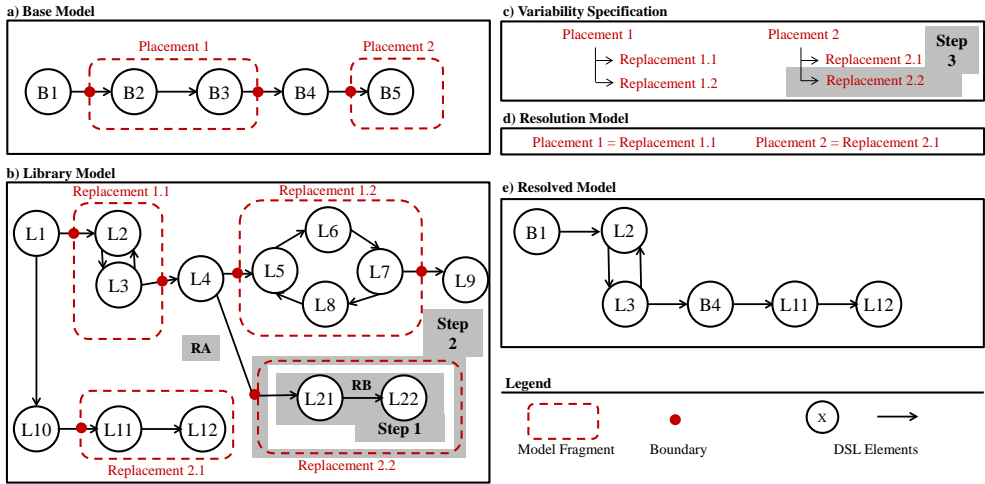 a) Base Model
Placement 1
Placement 2
B1
B2
B3
B4
B5
b) Library Model
Replacement 1.1
Replacement 1.2
L1
L2
L3
L4
L5
L6
L7
L8
L9
RA
Step
2
L10
L11
L12
Replacement 2.1
L21
RB
L22
Step 1
Replacement 2.2
c) Variability Specification
Placement 1
Replacement 1.1
Replacement 1.2
Placement 2
Replacement 2.1
Replacement 2.2
Step
3
d) Resolution Model
Placement 1 = Replacement 1.1
Placement 2 = Replacement 2.1
e) Resolved Model
B1
L2
L3
B4
L11
L12
Legend
Model Fragment
Boundary
X
DSL Elements